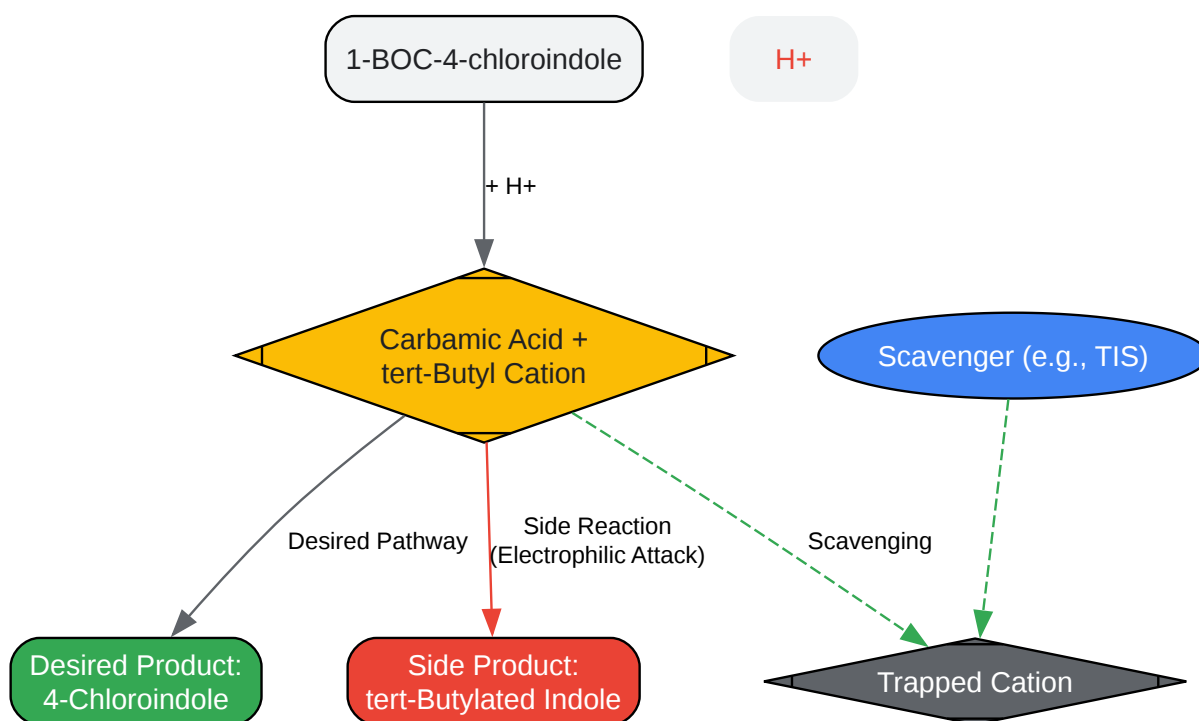 1-BOC-4-chloroindole
H+
+ H+
Carbamic Acid +
tert-Butyl Cation
Scavenger (e.g., TIS)
Desired Pathway
Side Reaction
(Electrophilic Attack)
Scavenging
Desired Product:
4-Chloroindole
Side Product:
tert-Butylated Indole
Trapped Cation